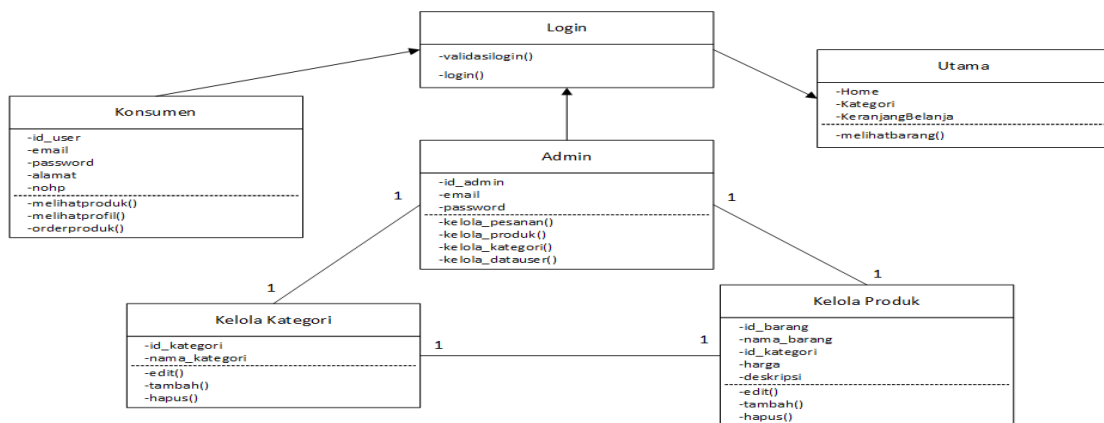 Login
-validasilogin()
-login()
Utama
-Home
-Kategori
-KeranjangBelanja
-melihatbarang()
Konsumen
-id_user
-email
-password
-alamat
-nohp
-melihatproduk()
-melihatprofil()
-orderproduk()
Admin
-id_admin
-email
-password
-kelola_pesanan()
-kelola_produk()
-kelola_kategori()
-kelola_datauser()
1
1
1
1
Kelola Kategori
-id_kategori
-nama_kategori
-edit()
-tambah()
-hapus()
1
1
Kelola Produk
-id_barang
-nama_barang
-id_kategori
-harga
-deskripsi
-edit()
-tambah()
-hapus()